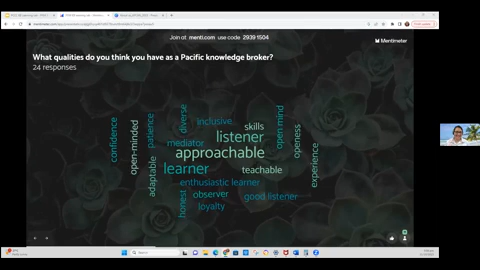 Join at menti.com use code 2939 1504
Mentimeter
What qualities do you think you have as a Pacific knowledge broker?
24 responses
confidence
open-minded
patience
adaptable
diverse
inclusive
skills
mediator
listener
open mind
openness
approachable
experience
learner
teachable
enthusiastic learner
honest
observer
good listener
loyalty
Search